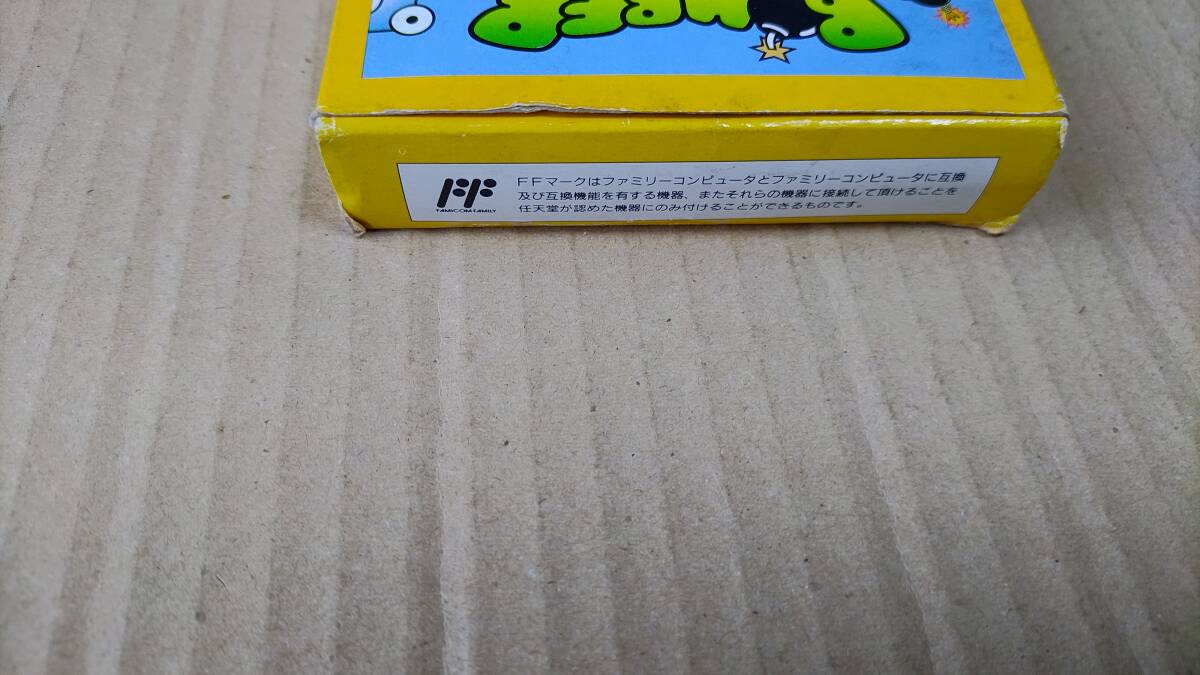 FFマークはファミリーコンピュータとファミリーコンピュータに互換
及び互換機能を有する機器、またそれらの機器に接続して頂けることを
任天堂が認めた機器にのみ付けることができるものです。
FAMICOM FAMILY